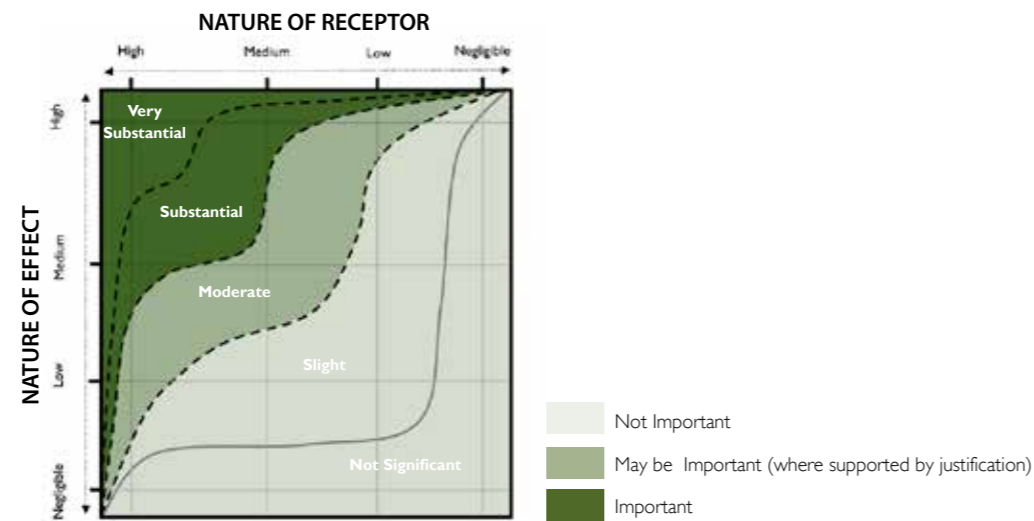 NATURE OF RECEPTOR
High Medium Low Negligible
NATURE OF EFFECT
High
Medium
Low
Negligible
Very
Substantial
Substantial
Moderate
Slight
Not Significant
Not Important
May be Important (where supported by justification)
Important